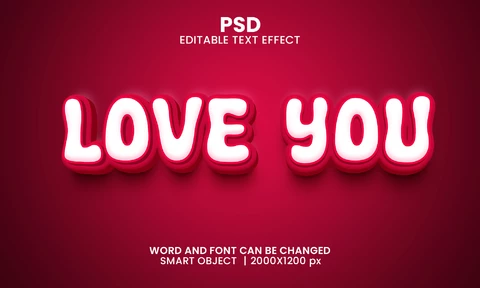 PSD
EDITABLE TEXT EFFECT
LOVE YOU
WORD AND FONT CAN BE CHANGED
SMART OBJECT | 2000X1200 px